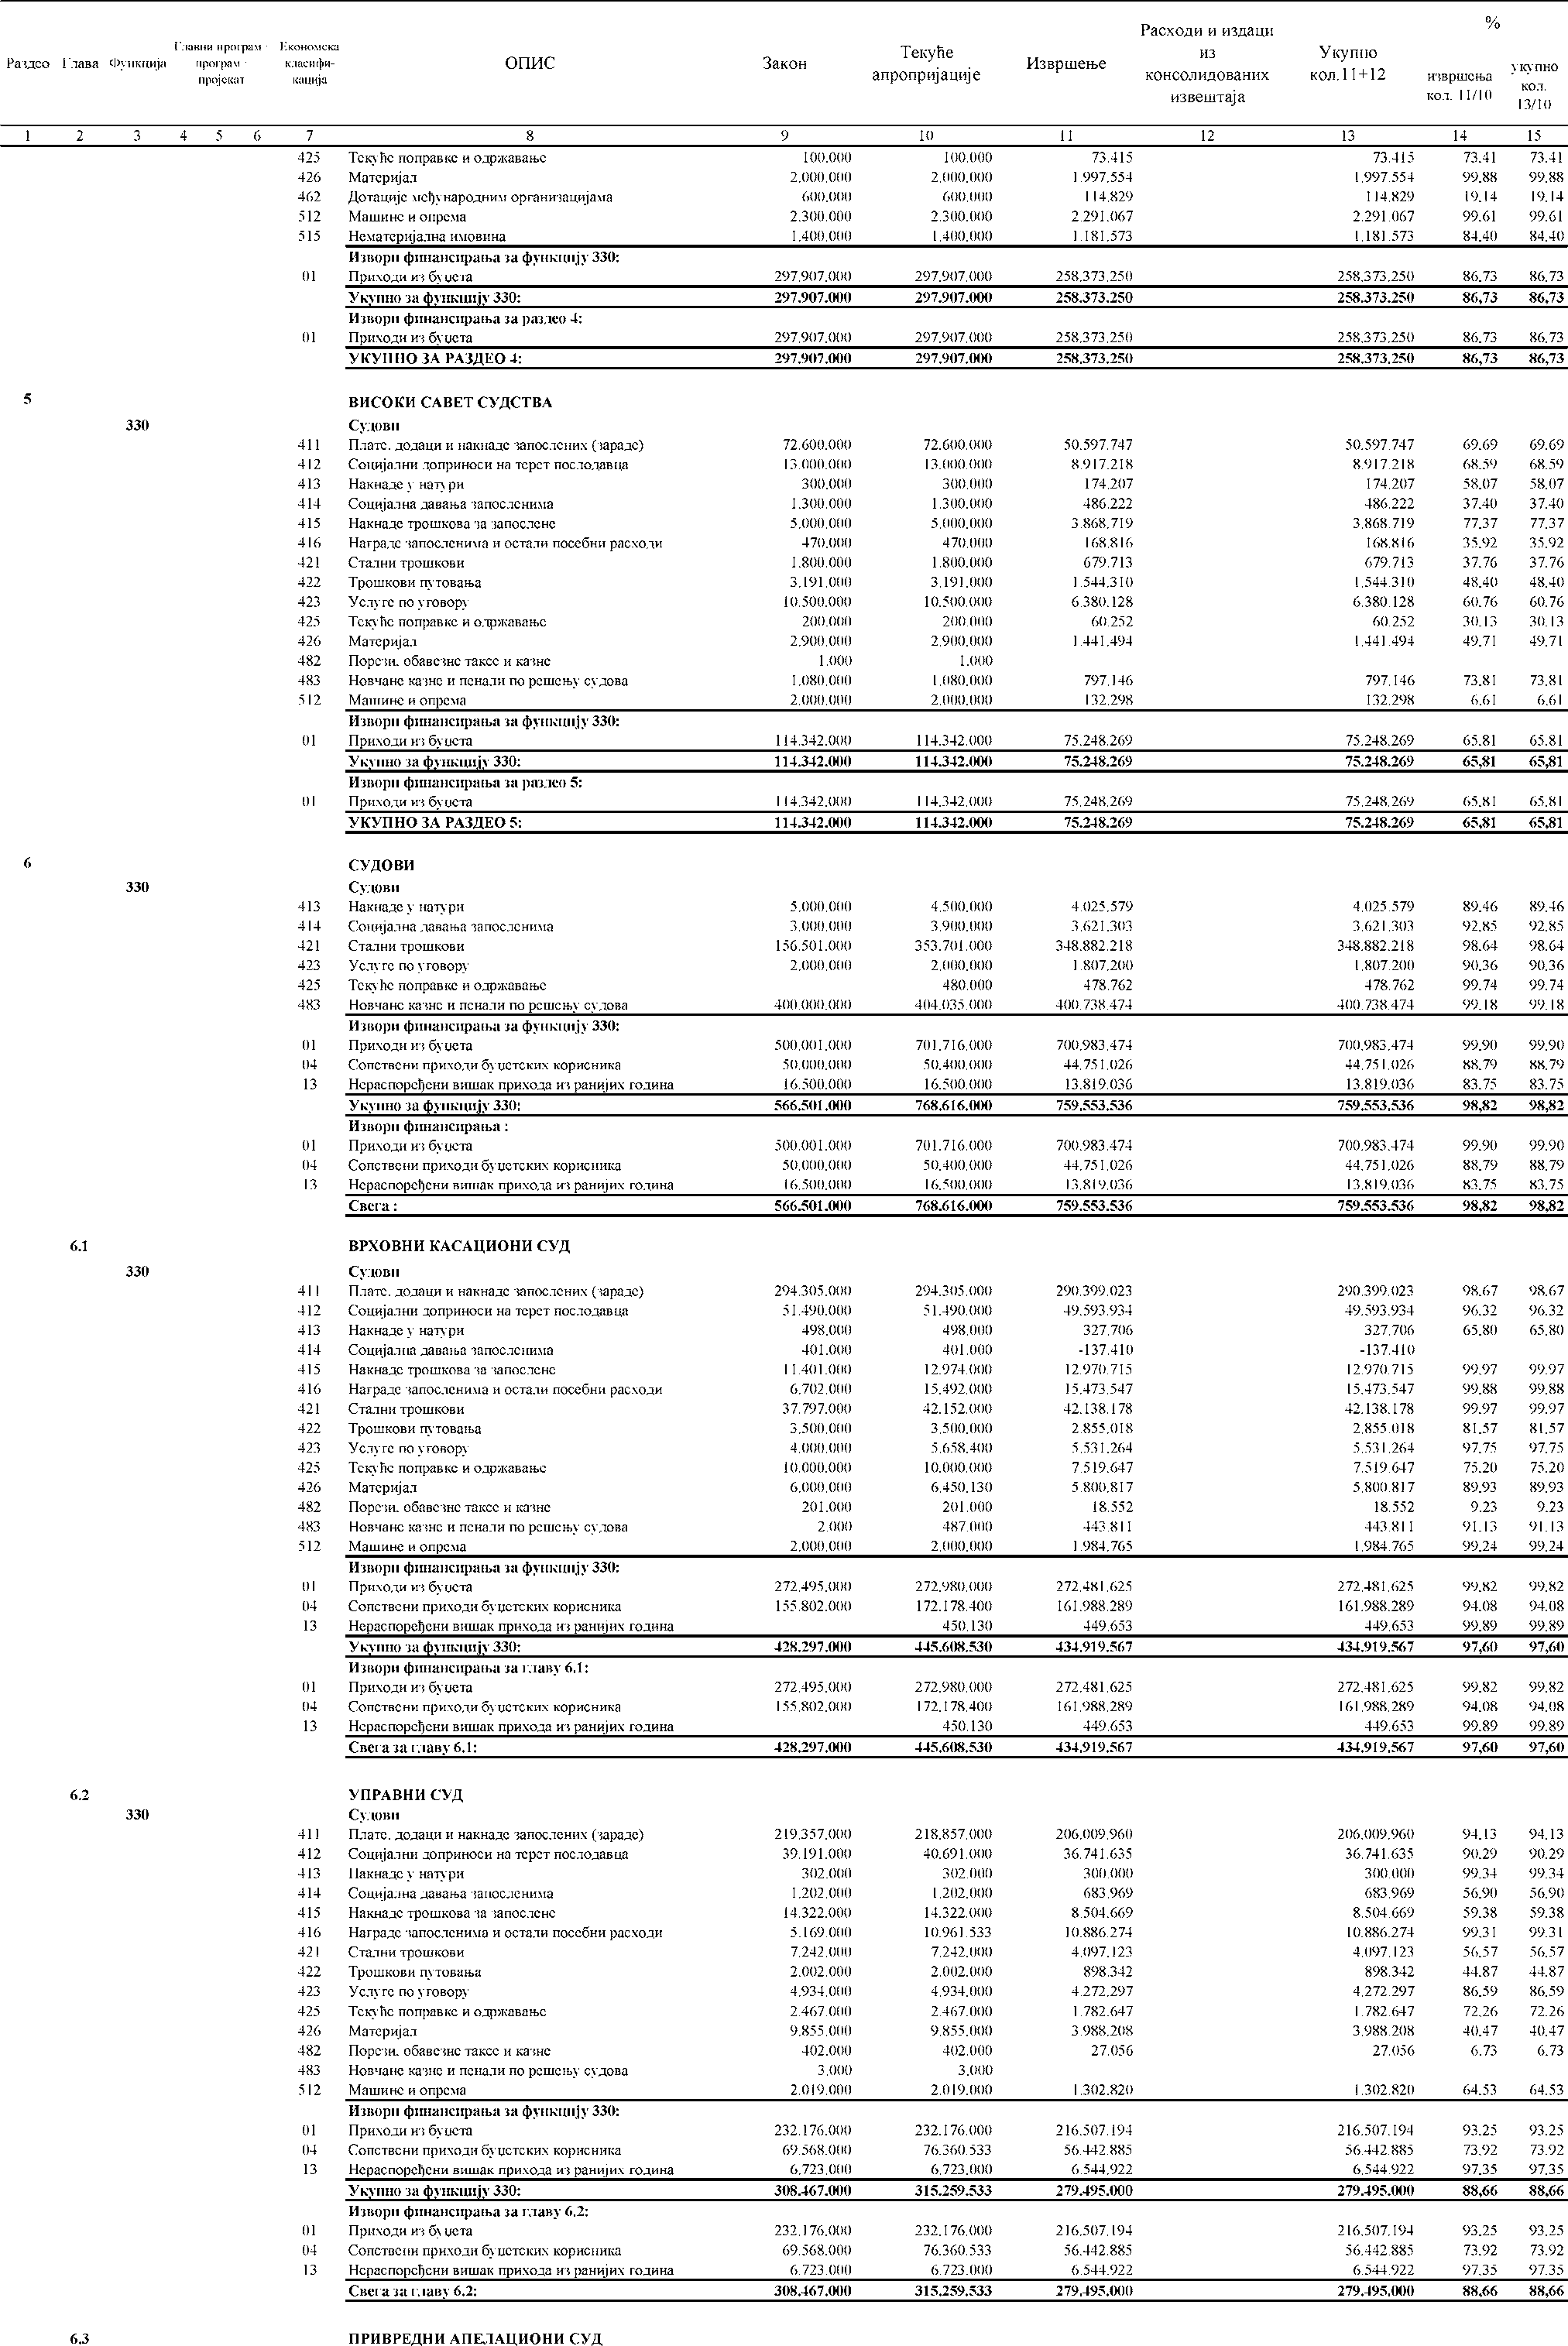 Раздео Глава Функција Главни програм - програм - пројекат Економска класифи-кација ОПИС Закон Текуће апропријације Извршење Расходи и издаци из консолидованих извештаја Укупно кол.11+12 % извршења кол. 11/10 укупно кол. 13/10
1 2 3 4 5 6 7 8 9 10 11 12 13 14 15
425 Текуће поправке и одржавање 100.000 100.000 73.415 73.415 73,41 73,41
426 Материјал 2.000.000 2.000.000 1.997.554 1.997.554 99,88 99,88
462 Дотације међународним организацијама 600.000 600.000 114.829 114.829 19,14 19,14
512 Машине и опрема 2.300.000 2.300.000 2.291.067 2.291.067 99,61 99,61
515 Нематеријална имовина 1.400.000 1.400.000 1.181.573 1.181.573 84,40 84,40
Извори финансирања за функцију 330:
01 Приходи из буџета 297.907.000 297.907.000 258.373.250 258.373.250 86,73 86,73
Укупно за функцију 330: 297.907.000 297.907.000 258.373.250 258.373.250 86,73 86,73
Извори финансирања за раздео 4:
01 Приходи из буџета 297.907.000 297.907.000 258.373.250 258.373.250 86,73 86,73
УКУПНО ЗА РАЗДЕО 4: 297.907.000 297.907.000 258.373.250 258.373.250 86,73 86,73
5 ВИСОКИ САВЕТ СУДСТВА
330 Судови
411 Плате, додаци и накнаде запослених (зараде) 72.600.000 72.600.000 50.597.747 50.597.747 69,69 69,69
412 Социјални доприноси на терет послодавца 13.000.000 13.000.000 8.917.218 8.917.218 68,59 68,59
413 Накнаде у натури 300.000 300.000 174.207 174.207 58,07 58,07
414 Социјална давања запосленима 1.300.000 1.300.000 486.222 486.222 37,40 37,40
415 Накнаде трошкова за запослене 5.000.000 5.000.000 3.868.719 3.868.719 77,37 77,37
416 Награде запосленима и остали посебни расходи 470.000 470.000 168.816 168.816 35,92 35,92
421 Стални трошкови 1.800.000 1.800.000 679.713 679.713 37,76 37,76
422 Трошкови путовања 3.191.000 3.191.000 1.544.310 1.544.310 48,40 48,40
423 Услуге по уговору 10.500.000 10.500.000 6.380.128 6.380.128 60,76 60,76
425 Текуће поправке и одржавање 200.000 200.000 60.252 60.252 30,13 30,13
426 Материјал 2.900.000 2.900.000 1.441.494 1.441.494 49,71 49,71
482 Порези, обавезне таксе и казне 1.000 1.000
483 Новчане казне и пенали по решењу судова 1.080.000 1.080.000 797.146 797.146 73,81 73,81
512 Машине и опрема 2.000.000 2.000.000 132.298 132.298 6,61 6,61
Извори финансирања за функцију 330:
01 Приходи из буџета 114.342.000 114.342.000 75.248.269 75.248.269 65,81 65,81
Укупно за функцију 330: 114.342.000 114.342.000 75.248.269 75.248.269 65,81 65,81
Извори финансирања за раздео 5:
01 Приходи из буџета 114.342.000 114.342.000 75.248.269 75.248.269 65,81 65,81
УКУПНО ЗА РАЗДЕО 5: 114.342.000 114.342.000 75.248.269 75.248.269 65,81 65,81
6 СУДОВИ
330 Судови
413 Накнаде у натури 5.000.000 4.500.000 4.025.579 4.025.579 89,46 89,46
414 Социјална давања запосленима 3.000.000 3.900.000 3.621.303 3.621.303 92,85 92,85
421 Стални трошкови 156.501.000 353.701.000 348.882.218 348.882.218 98,64 98,64
423 Услуге по уговору 2.000.000 2.000.000 1.807.200 1.807.200 90,36 90,36
425 Текуће поправке и одржавање 480.000 478.762 478.762 99,74 99,74
483 Новчане казне и пенали по решењу судова 400.000.000 404.035.000 400.738.474 400.738.474 99,18 99,18
Извори финансирања за функцију 330:
01 Приходи из буџета 500.001.000 701.716.000 700.983.474 700.983.474 99,90 99,90
04 Сопствени приходи буџетских корисника 50.000.000 50.400.000 44.751.026 44.751.026 88,79 88,79
13 Нераспоређени вишак прихода из ранијих година 16.500.000 16.500.000 13.819.036 13.819.036 83,75 83,75
Укупно за функцију 330: 566.501.000 768.616.000 759.553.536 759.553.536 98,82 98,82
Извори финансирања :
01 Приходи из буџета 500.001.000 701.716.000 700.983.474 700.983.474 99,90 99,90
04 Сопствени приходи буџетских корисника 50.000.000 50.400.000 44.751.026 44.751.026 88,79 88,79
13 Нераспоређени вишак прихода из ранијих година 16.500.000 16.500.000 13.819.036 13.819.036 83,75 83,75
Свега : 566.501.000 768.616.000 759.553.536 759.553.536 98,82 98,82
6.1 ВРХОВНИ КАСАЦИОНИ СУД
330 Судови
411 Плате, додаци и накнаде запослених (зараде) 294.305.000 294.305.000 290.399.023 290.399.023 98,67 98,67
412 Социјални доприноси на терет послодавца 51.490.000 51.490.000 49.593.934 49.593.934 96,32 96,32
413 Накнаде у натури 498.000 498.000 327.706 327.706 65,80 65,80
414 Социјална давања запосленима 401.000 401.000 -137.410 -137.410
415 Накнаде трошкова за запослене 11.401.000 12.974.000 12.970.715 12.970.715 99,97 99,97
416 Награде запосленима и остали посебни расходи 6.702.000 15.492.000 15.473.547 15.473.547 99,88 99,88
421 Стални трошкови 37.797.000 42.152.000 42.138.178 42.138.178 99,97 99,97
422 Трошкови путовања 3.500.000 3.500.000 2.855.018 2.855.018 81,57 81,57
423 Услуге по уговору 4.000.000 5.658.400 5.531.264 5.531.264 97,75 97,75
425 Текуће поправке и одржавање 10.000.000 10.000.000 7.519.647 7.519.647 75,20 75,20
426 Материјал 6.000.000 6.450.130 5.800.817 5.800.817 89,93 89,93
482 Порези, обавезне таксе и казне 201.000 201.000 18.552 18.552 9,23 9,23
483 Новчане казне и пенали по решењу судова 2.000 487.000 443.811 443.811 91,13 91,13
512 Машине и опрема 2.000.000 2.000.000 1.984.765 1.984.765 99,24 99,24
Извори финансирања за функцију 330:
01 Приходи из буџета 272.495.000 272.980.000 272.481.625 272.481.625 99,82 99,82
04 Сопствени приходи буџетских корисника 155.802.000 172.178.400 161.988.289 161.988.289 94,08 94,08
13 Нераспоређени вишак прихода из ранијих година 450.130 449.653 449.653 99,89 99,89
Укупно за функцију 330: 428.297.000 445.608.530 434.919.567 434.919.567 97,60 97,60
Извори финансирања за главу 6.1:
01 Приходи из буџета 272.495.000 272.980.000 272.481.625 272.481.625 99,82 99,82
04 Сопствени приходи буџетских корисника 155.802.000 172.178.400 161.988.289 161.988.289 94,08 94,08
13 Нераспоређени вишак прихода из ранијих година 450.130 449.653 449.653 99,89 99,89
Свега за главу 6.1: 428.297.000 445.608.530 434.919.567 434.919.567 97,60 97,60
6.2 УПРАВНИ СУД
330 Судови
411 Плате, додаци и накнаде запослених (зараде) 219.357.000 218.857.000 206.009.960 206.009.960 94,13 94,13
412 Социјални доприноси на терет послодавца 39.191.000 40.691.000 36.741.635 36.741.635 90,29 90,29
413 Накнаде у натури 302.000 302.000 300.000 300.000 99,34 99,34
414 Социјална давања запосленима 1.202.000 1.202.000 683.969 683.969 56,90 56,90
415 Накнаде трошкова за запослене 14.322.000 14.322.000 8.504.669 8.504.669 59,38 59,38
416 Награде запосленима и остали посебни расходи 5.169.000 10.961.533 10.886.274 10.886.274 99,31 99,31
421 Стални трошкови 7.242.000 7.242.000 4.097.123 4.097.123 56,57 56,57
422 Трошкови путовања 2.002.000 2.002.000 898.342 898.342 44,87 44,87
423 Услуге по уговору 4.934.000 4.934.000 4.272.297 4.272.297 86,59 86,59
425 Текуће поправке и одржавање 2.467.000 2.467.000 1.782.647 1.782.647 72,26 72,26
426 Материјал 9.855.000 9.855.000 3.988.208 3.988.208 40,47 40,47
482 Порези, обавезне таксе и казне 402.000 402.000 27.056 27.056 6,73 6,73
483 Новчане казне и пенали по решењу судова 3.000 3.000
512 Машине и опрема 2.019.000 2.019.000 1.302.820 1.302.820 64,53 64,53
Извори финансирања за функцију 330:
01 Приходи из буџета 232.176.000 232.176.000 216.507.194 216.507.194 93,25 93,25
04 Сопствени приходи буџетских корисника 69.568.000 76.360.533 56.442.885 56.442.885 73,92 73,92
13 Нераспоређени вишак прихода из ранијих година 6.723.000 6.723.000 6.544.922 6.544.922 97,35 97,35
Укупно за функцију 330: 308.467.000 315.259.533 279.495.000 279.495.000 88,66 88,66
Извори финансирања за главу 6.2:
01 Приходи из буџета 232.176.000 232.176.000 216.507.194 216.507.194 93,25 93,25
04 Сопствени приходи буџетских корисника 69.568.000 76.360.533 56.442.885 56.442.885 73,92 73,92
13 Нераспоређени вишак прихода из ранијих година 6.723.000 6.723.000 6.544.922 6.544.922 97,35 97,35
Свега за главу 6.2: 308.467.000 315.259.533 279.495.000 279.495.000 88,66 88,66
6.3 ПРИВРЕДНИ АПЕЛАЦИОНИ СУД